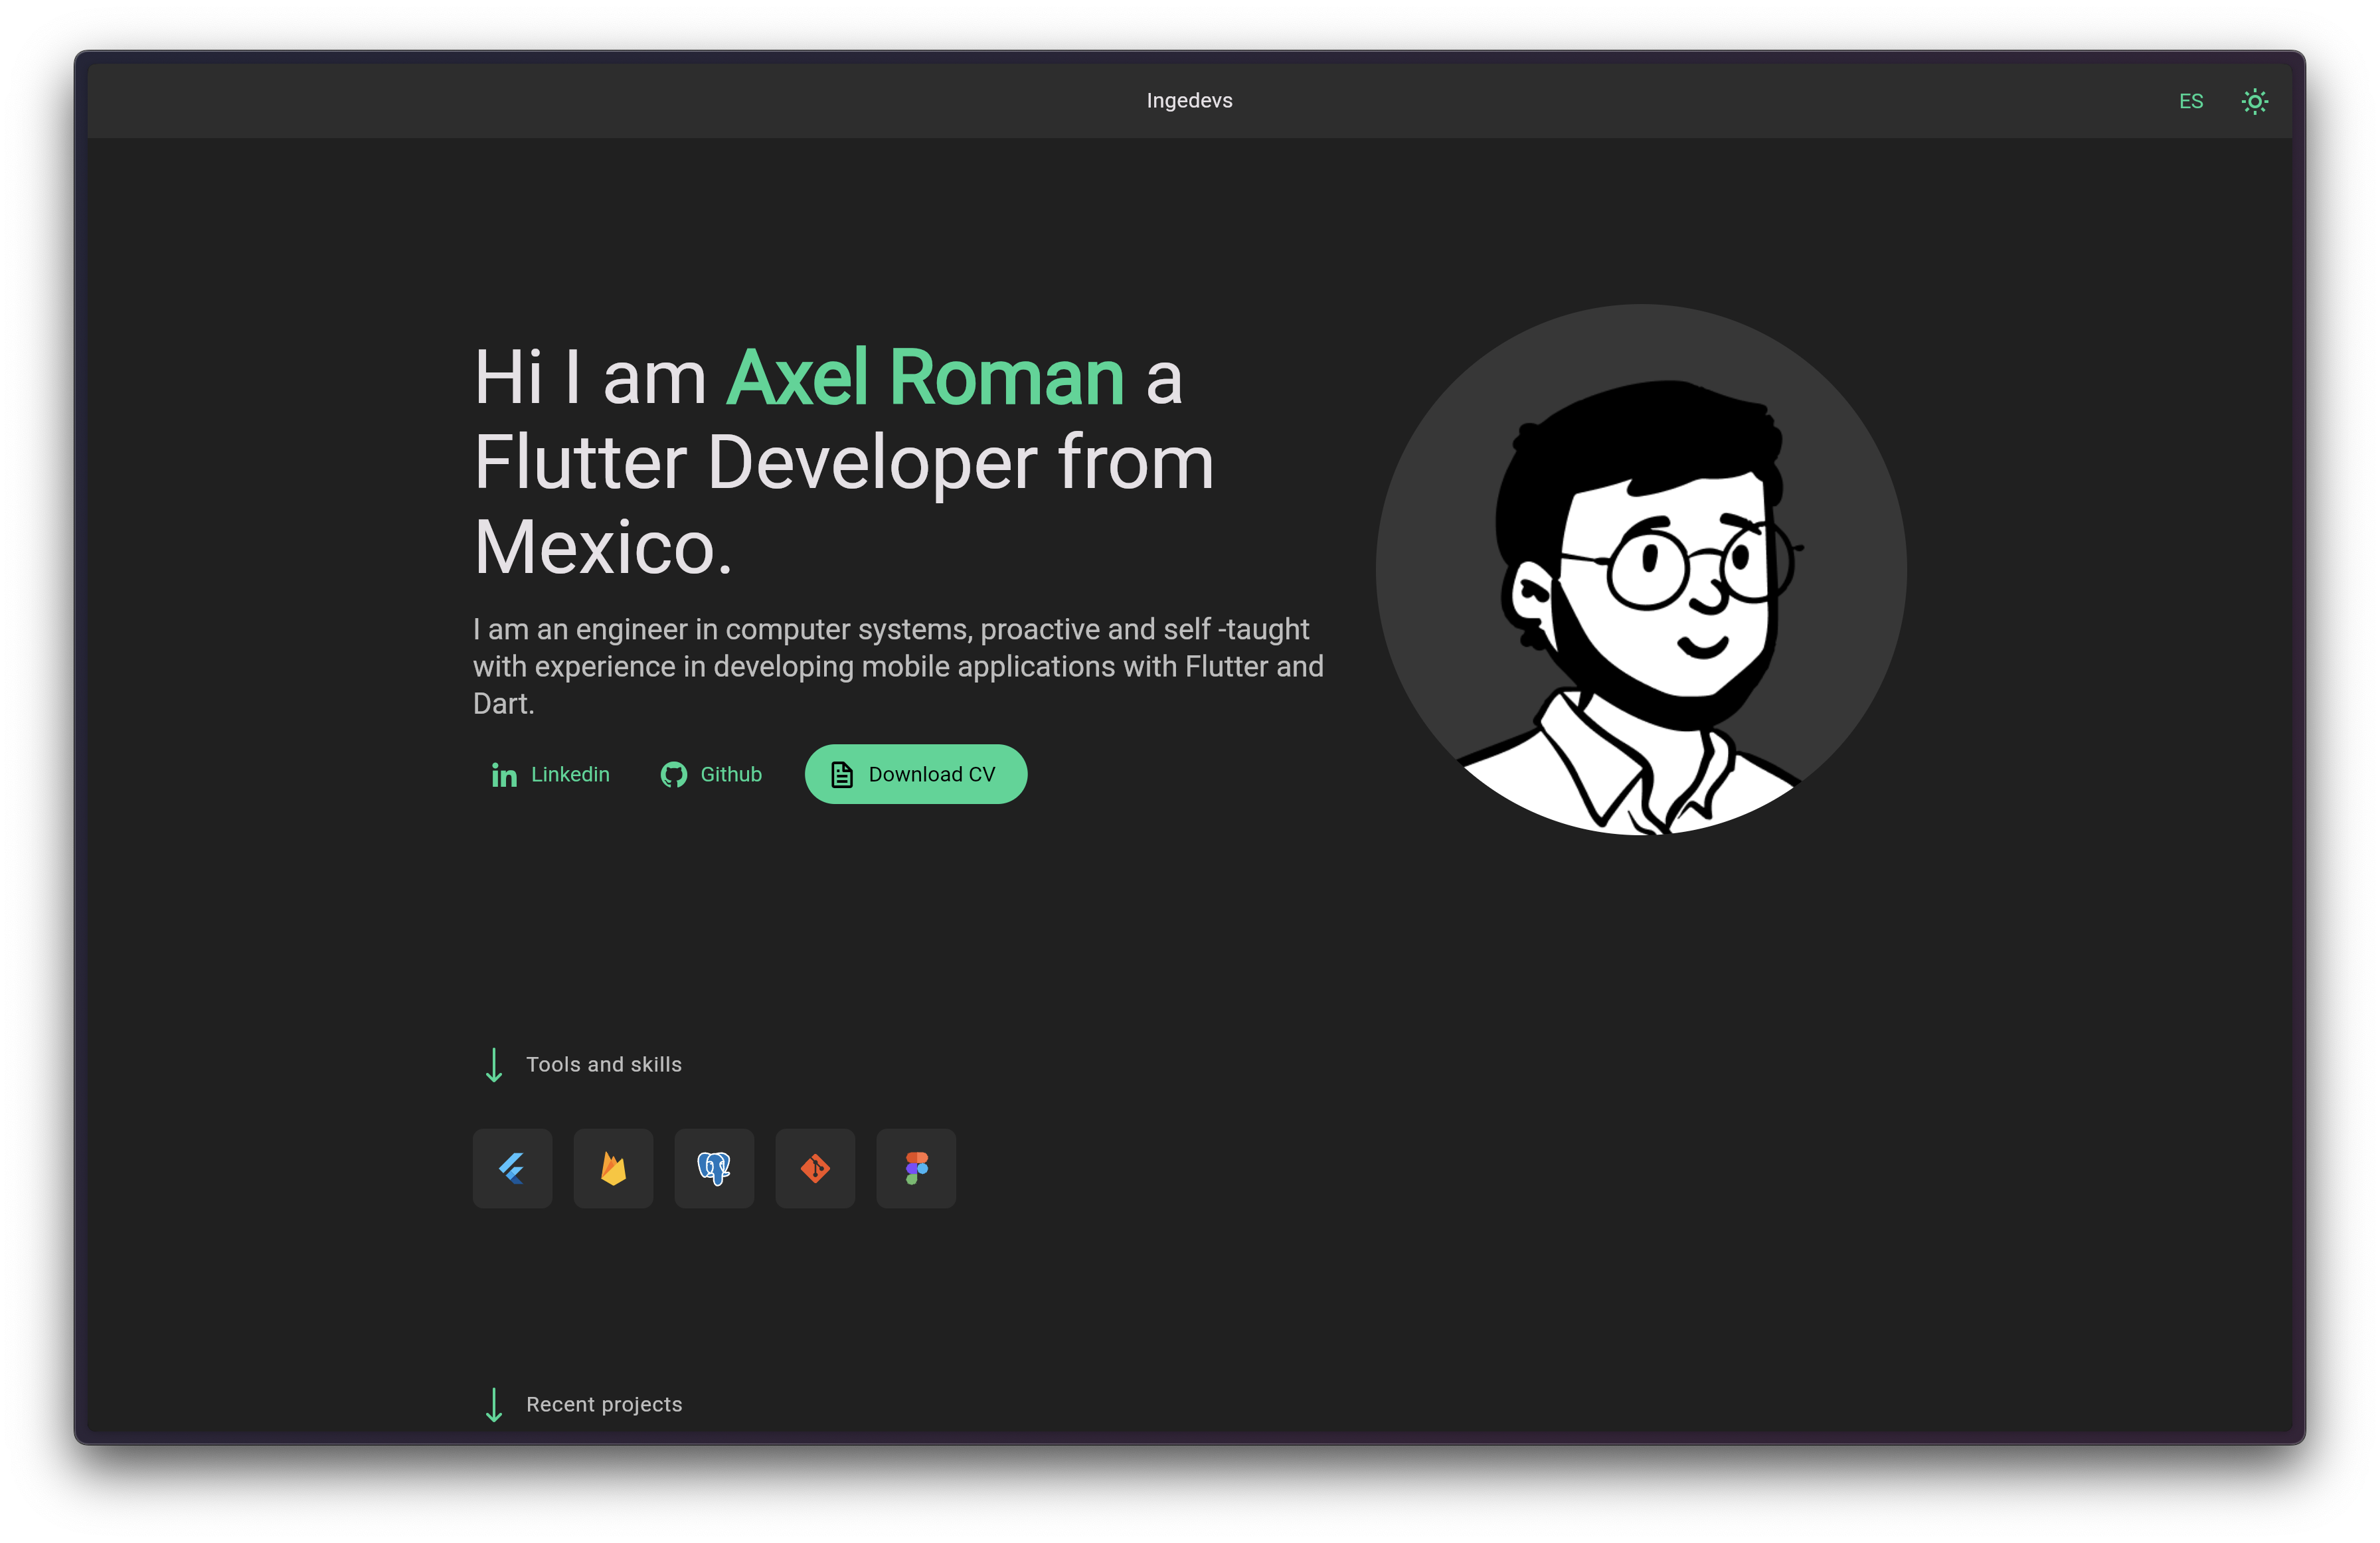 Ingedevs
ES
Hi I am Axel Roman a
Flutter Developer from
Mexico.
I am an engineer in computer systems, proactive and self -taught
with experience in developing mobile applications with Flutter and
Dart.
in Linkedin
Github
Download CV
Tools and skills
Recent projects